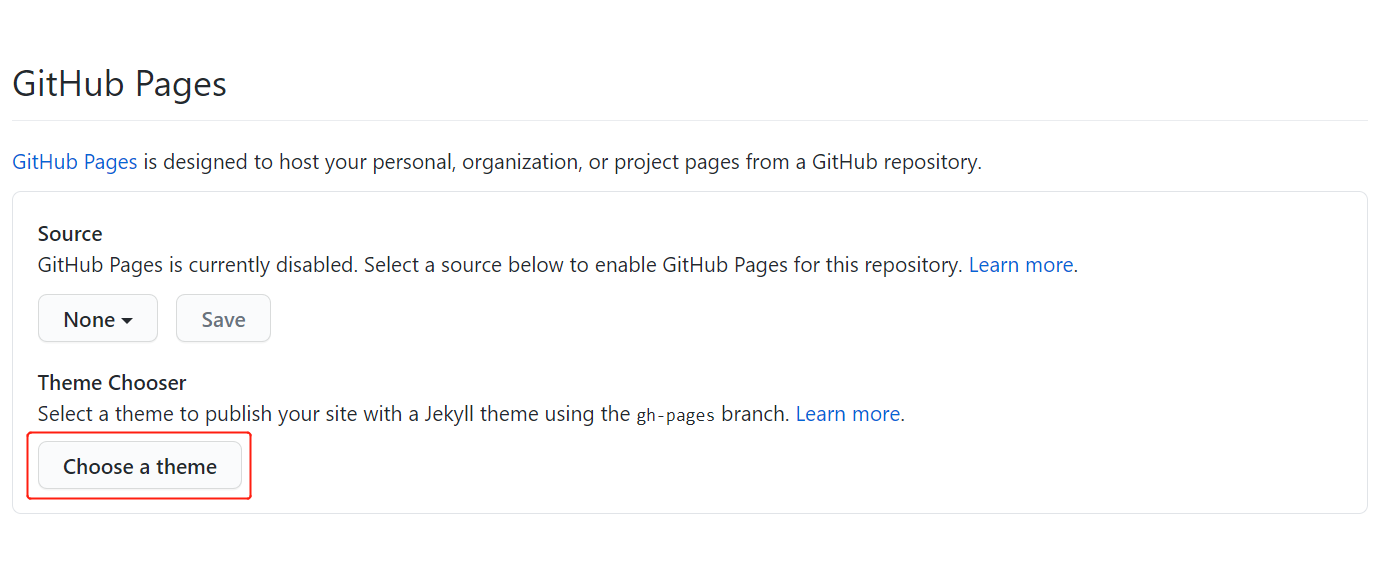 GitHub Pages
GitHub Pages is designed to host your personal, organization, or project pages from a GitHub repository.
Source
GitHub Pages is currently disabled. Select a source below to enable GitHub Pages for this repository. Learn more.
None Save
Theme Chooser
Select a theme to publish your site with a Jekyll theme using the gh-pages branch. Learn more.
Choose a theme